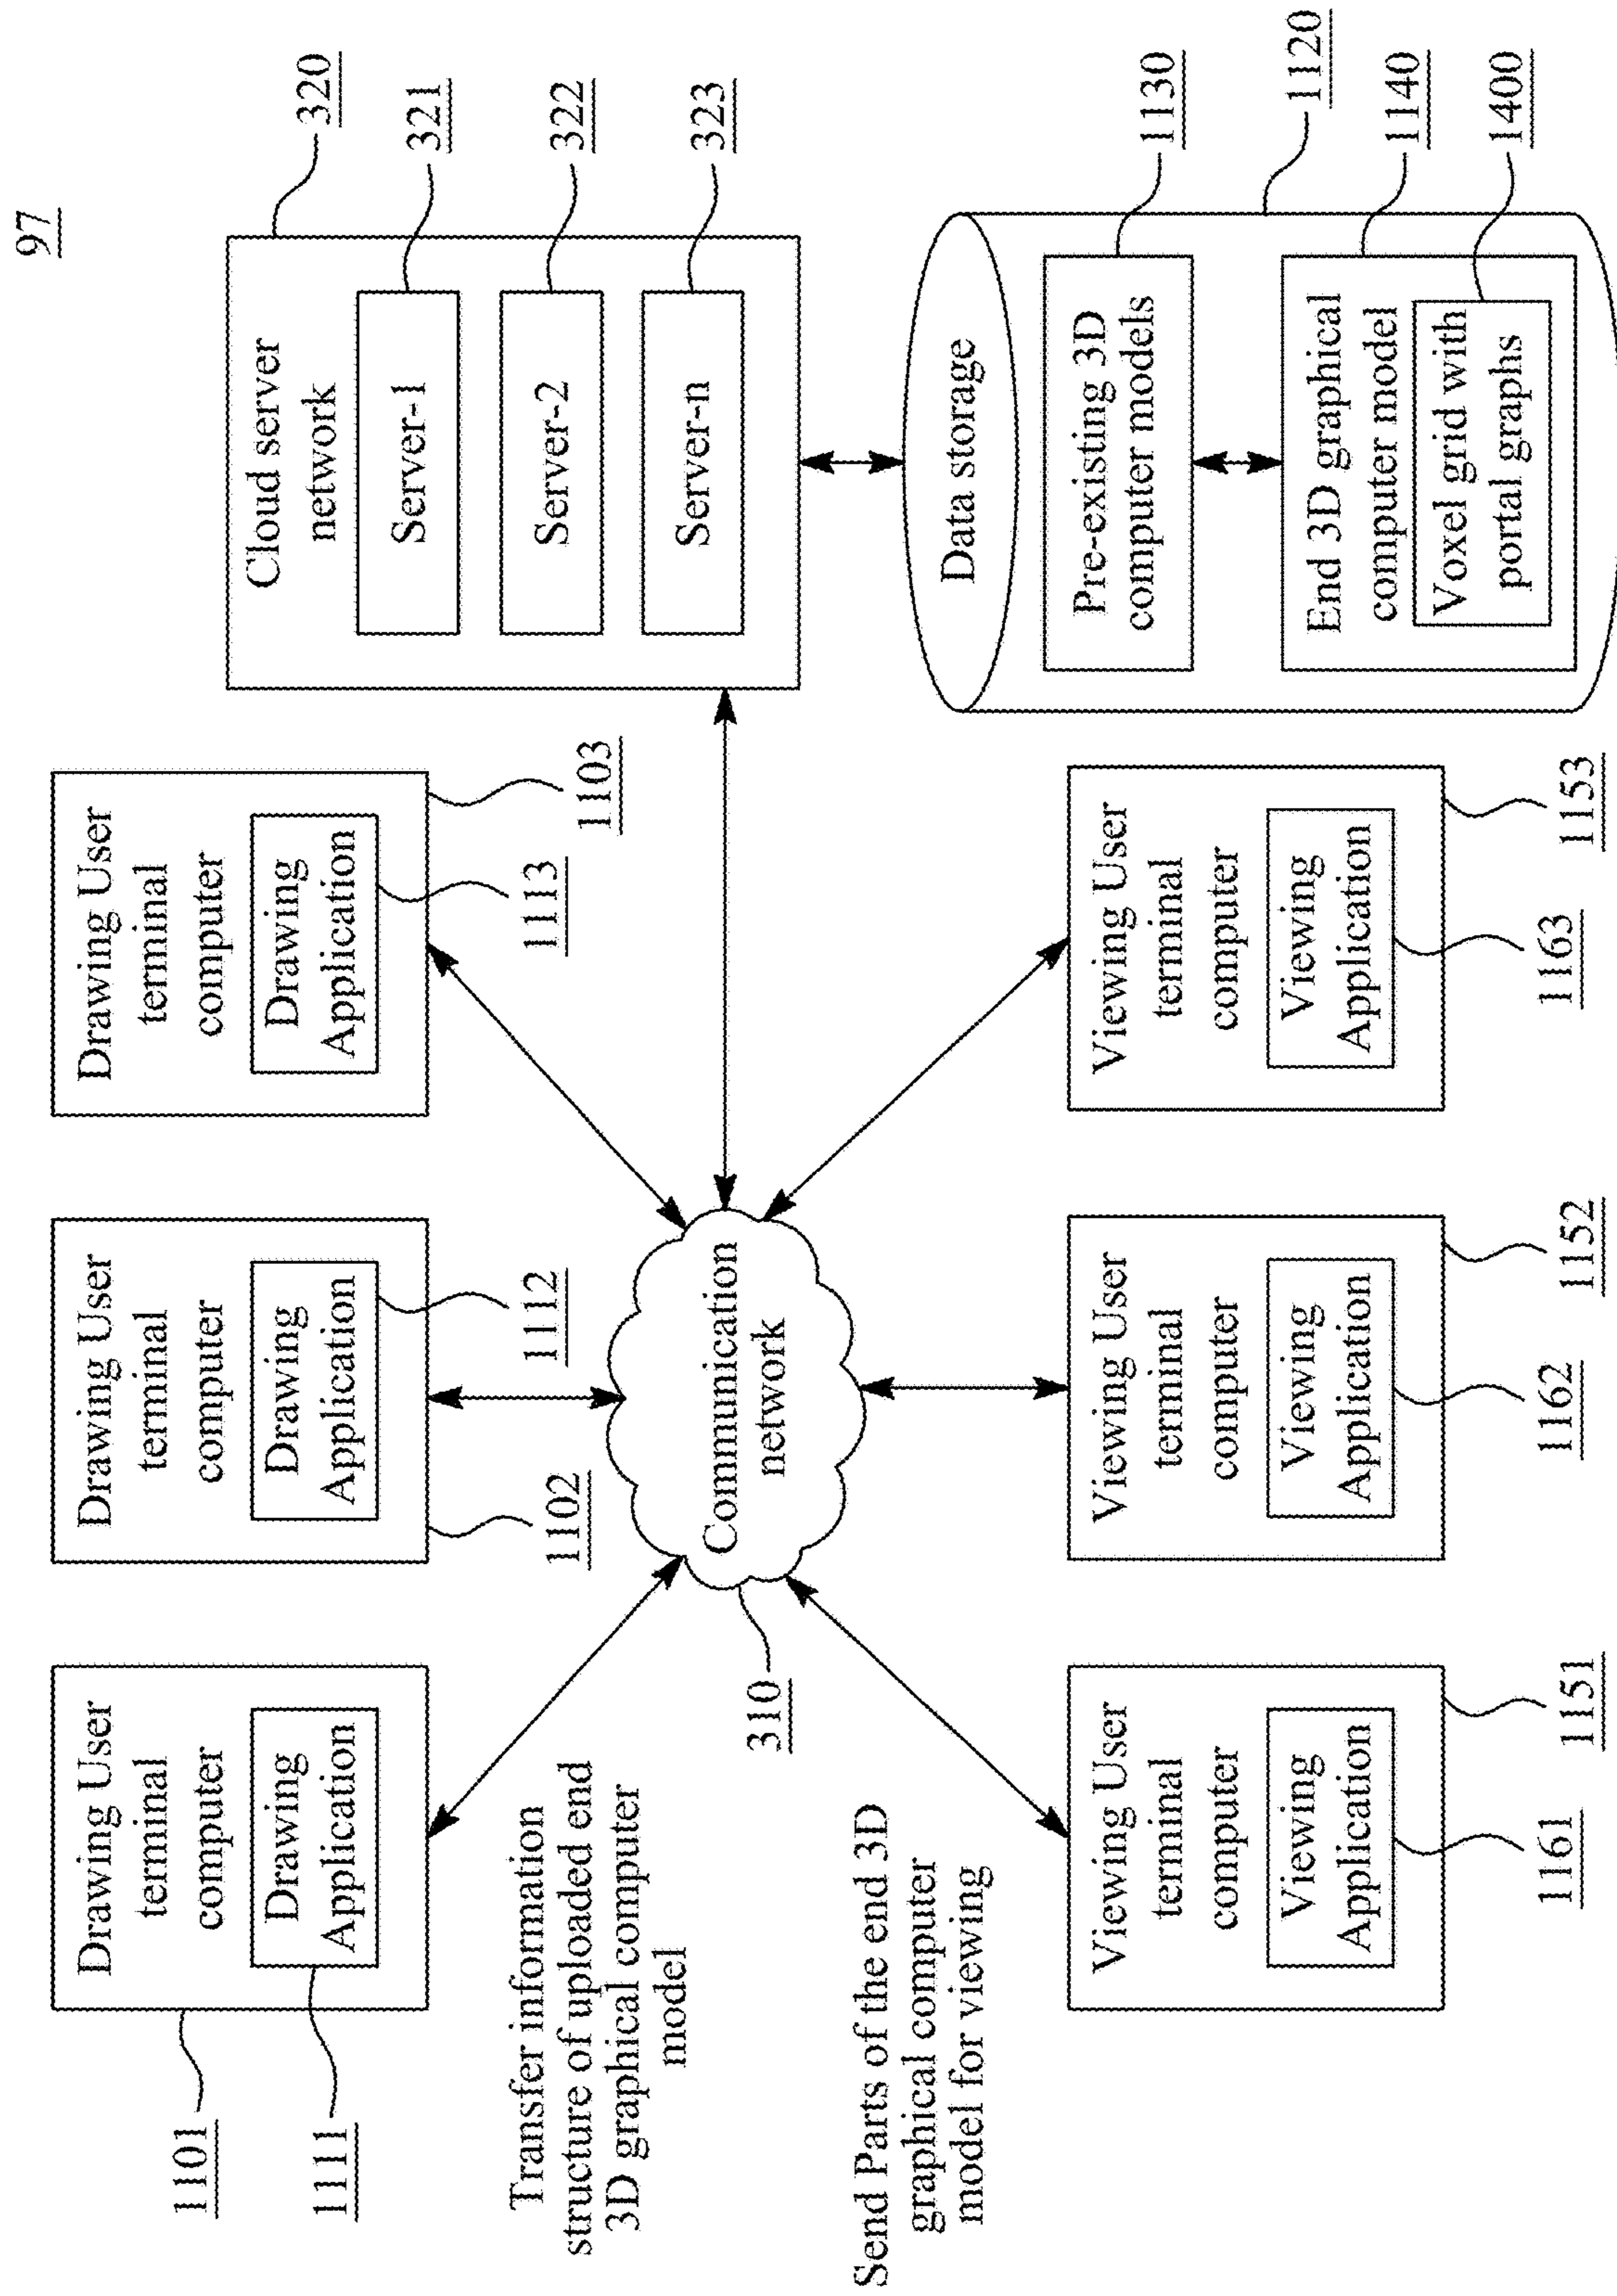 97
1101
Drawing User
terminal
computer
Drawing
Application
1111
Drawing User
terminal
computer
Drawing
Application
1102
1112
Drawing User
terminal
computer
Drawing
Application
1113
1103
Cloud server
network
320
Server-1
321
Server-2
322
Server-n
323
Transfer information
structure of uploaded end
3D graphical computer
model
Communication
network
310
Send Parts of the end 3D
graphical computer
model for viewing
Data storage
Pre-existing 3D
computer models
1130
1120
End 3D graphical
computer model
1140
Voxel grid with
portal graphs
1400
Viewing User
terminal
computer
Viewing
Application
1161
1151
Viewing User
terminal
computer
Viewing
Application
1162
1152
Viewing User
terminal
computer
Viewing
Application
1163
1153